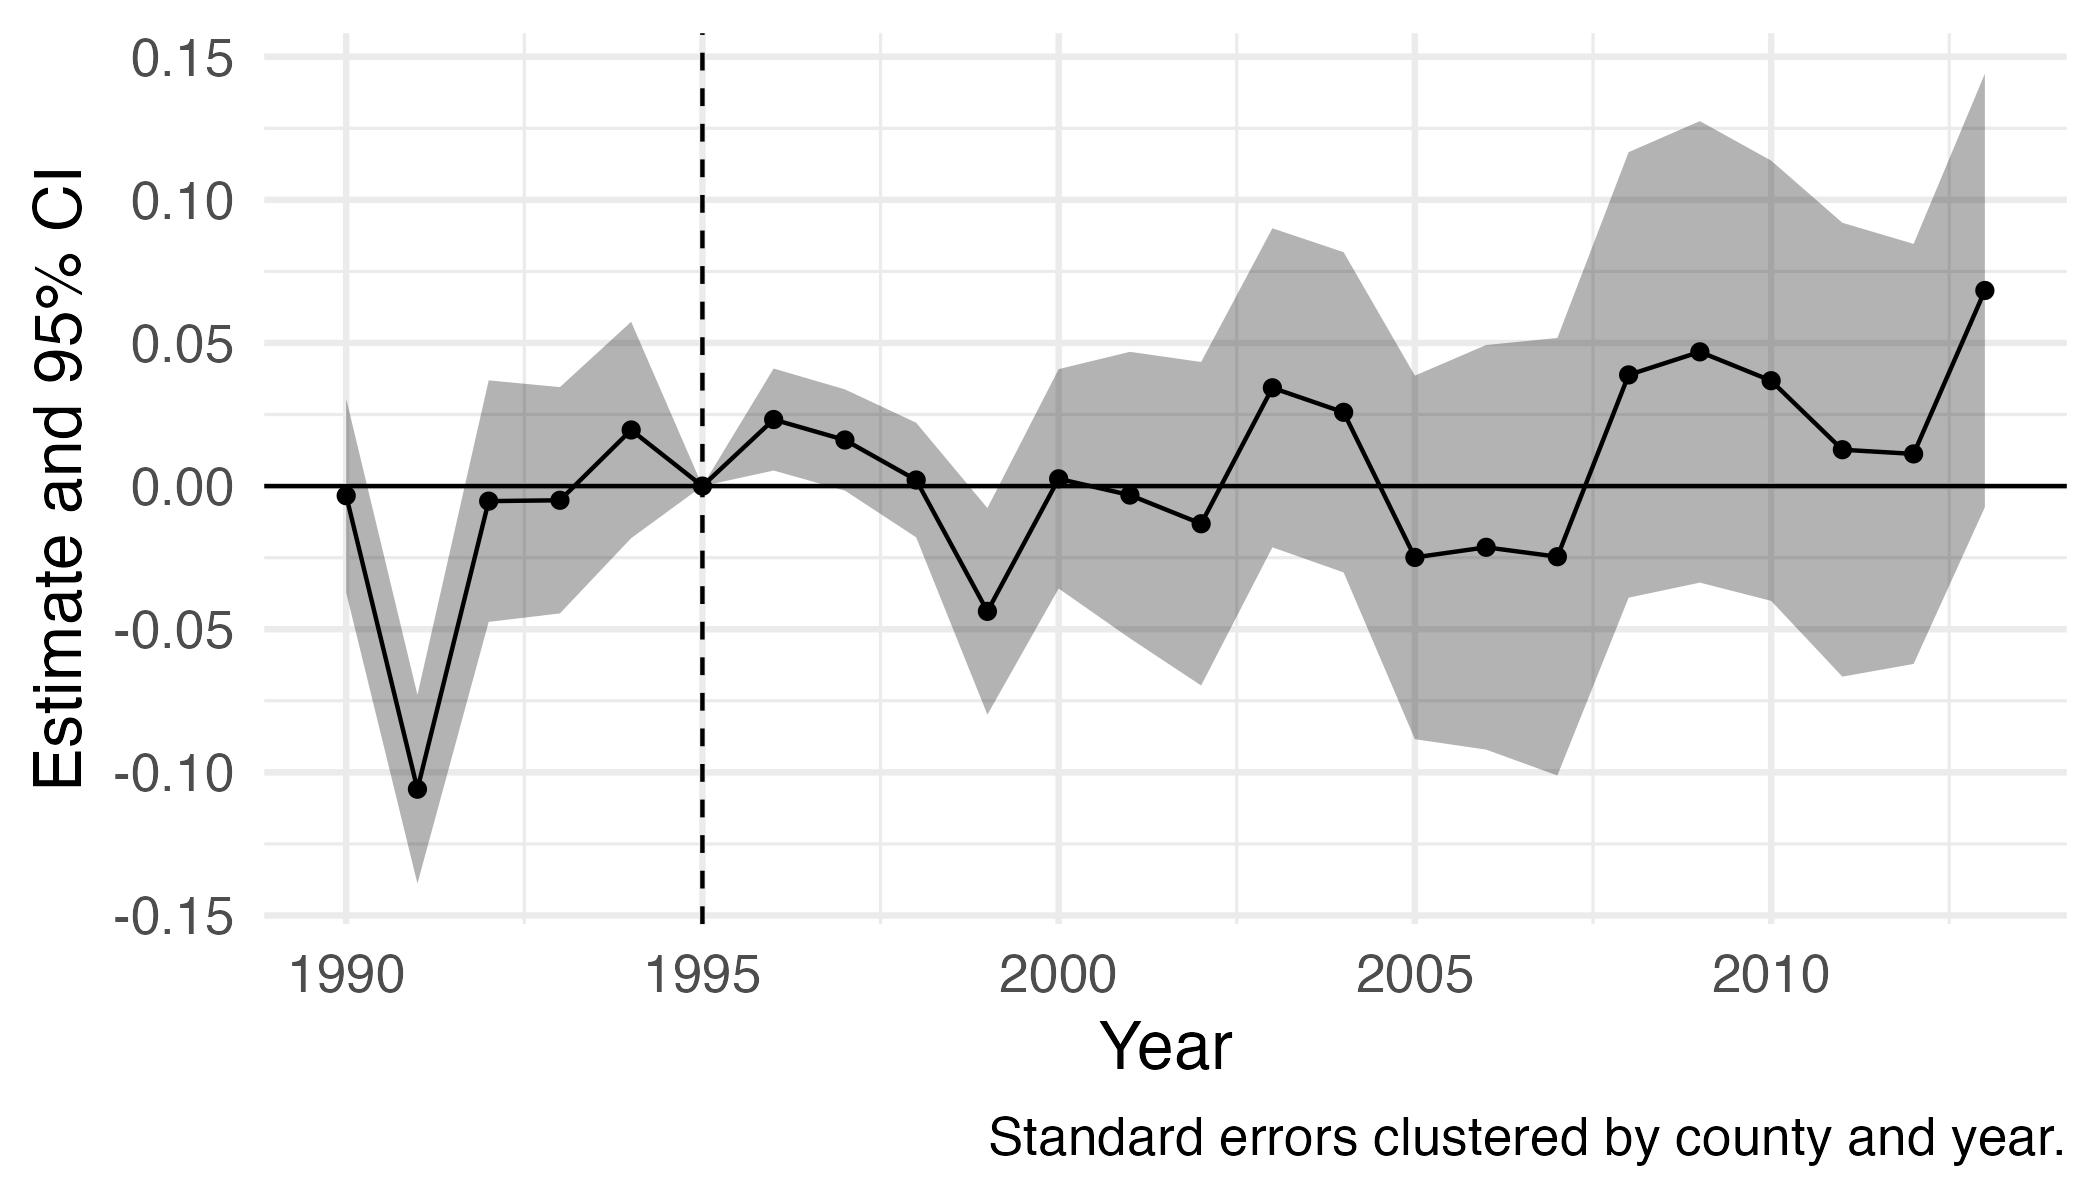 Estimate and 95% CI
0.15
0.10
0.05
0.00
-0.05
-0.10
-0.15
1990 1995 2000 2005 2010
Year
Standard errors clustered by county and year.